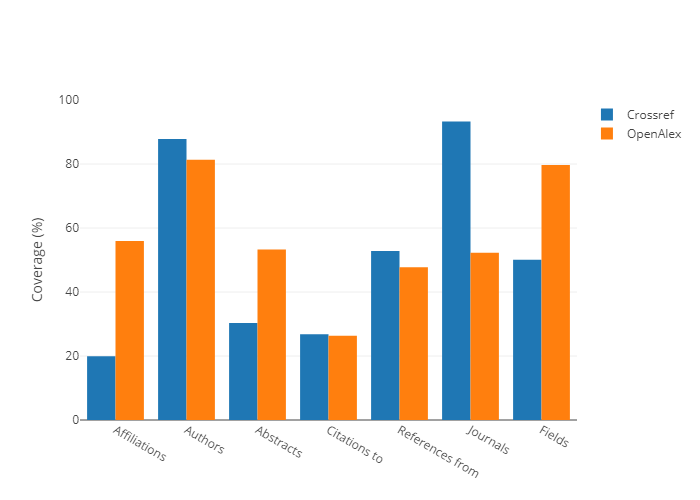 100
80
60
40
20
0
Coverage (%)
Affiliations
Authors
Abstracts
Citations to
References from
Journals
Fields
Crossref
OpenAlex